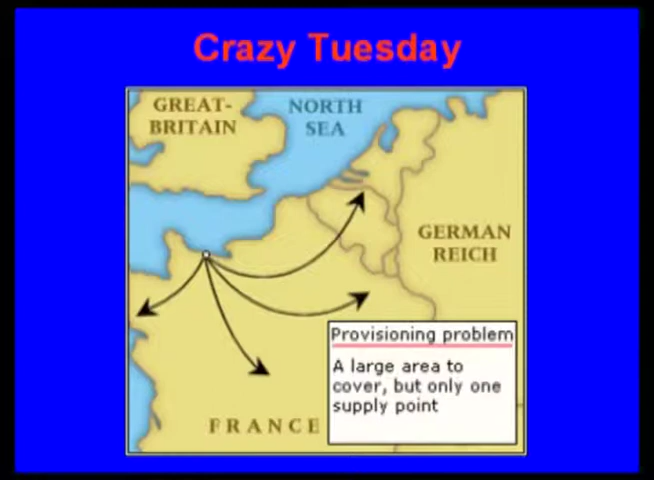 Crazy Tuesday
GREAT-
BRITAIN
NORTH
SEA
GERMAN
REICH
Provisioning problem
A large area to
cover, but only one
supply point
FRANCE